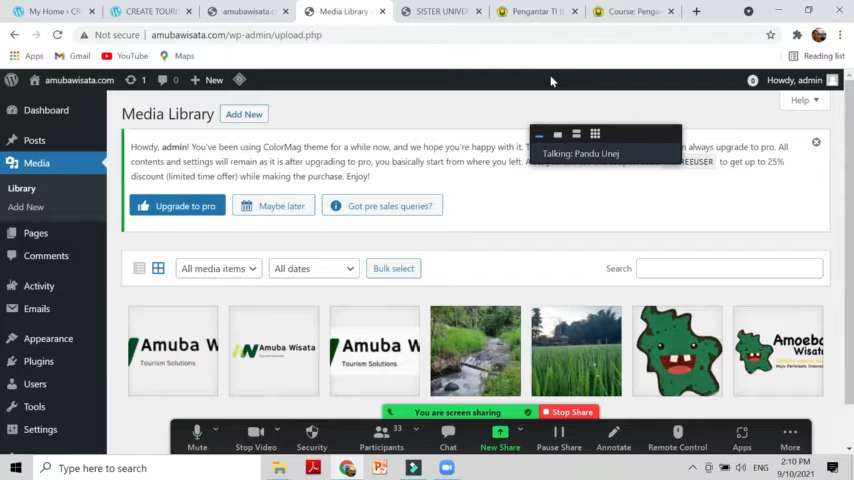 My Home ‹ CR
CREATE TOURIS
amubawisata.c
Media Library
SISTER UNIVER
Pengantar TI (
Course: Pengan
Not secure
amubawisata.com/wp-admin/upload.php
Apps
Gmail
YouTube
Maps
Reading list
amubawisata.com
1
0
New
0
Howdy, admin
Dashboard
Posts
Media
Library
Add New
Pages
Comments
Activity
Emails
Appearance
Plugins
Users
Tools
Settings
Media Library
Add New
Help
Howdy, admin! You've been using ColorMag theme for a while now, and we hope you're happy with it. always upgrade to pro. All
contents and settings will remain as it is after upgrading to pro, you basically start from where you left. REEUSER to get up to 25%
discount (limited time offer) while making the purchase. Enjoy!
Talking: Pandu Unej
Upgrade to pro
Maybe later
Got pre sales queries?
All media items
All dates
Bulk select
Search
Amuba W
Tourism Solutions
Amuba Wisata
Tourism Solutions
Amuba W
Tourism Solutions
Amoeba
Wisata
Maju Pariwisata Indonesia
You are screen sharing
Stop Share
Mute
Stop Video
Security
Participants
33
Chat
New Share
Pause Share
Annotate
Remote Control
Apps
More
Type here to search
ENG
2:10 PM
9/10/2021